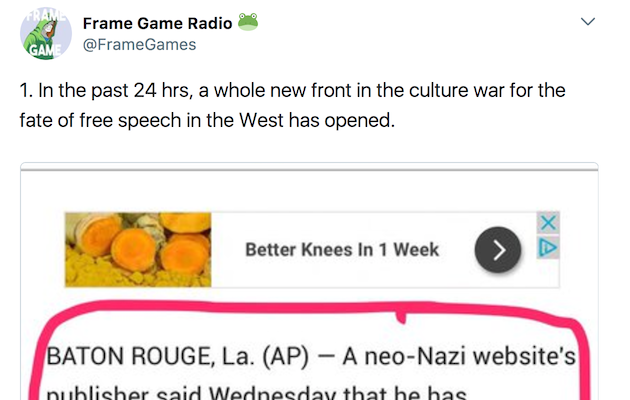 FRAME
GAME
Frame Game Radio
@FrameGames
1. In the past 24 hrs, a whole new front in the culture war for the
fate of free speech in the West has opened.
Better Knees In 1 Week
BATON ROUGE, La. (AP) — A neo-Nazi website's
publisher said Wednesday that he has